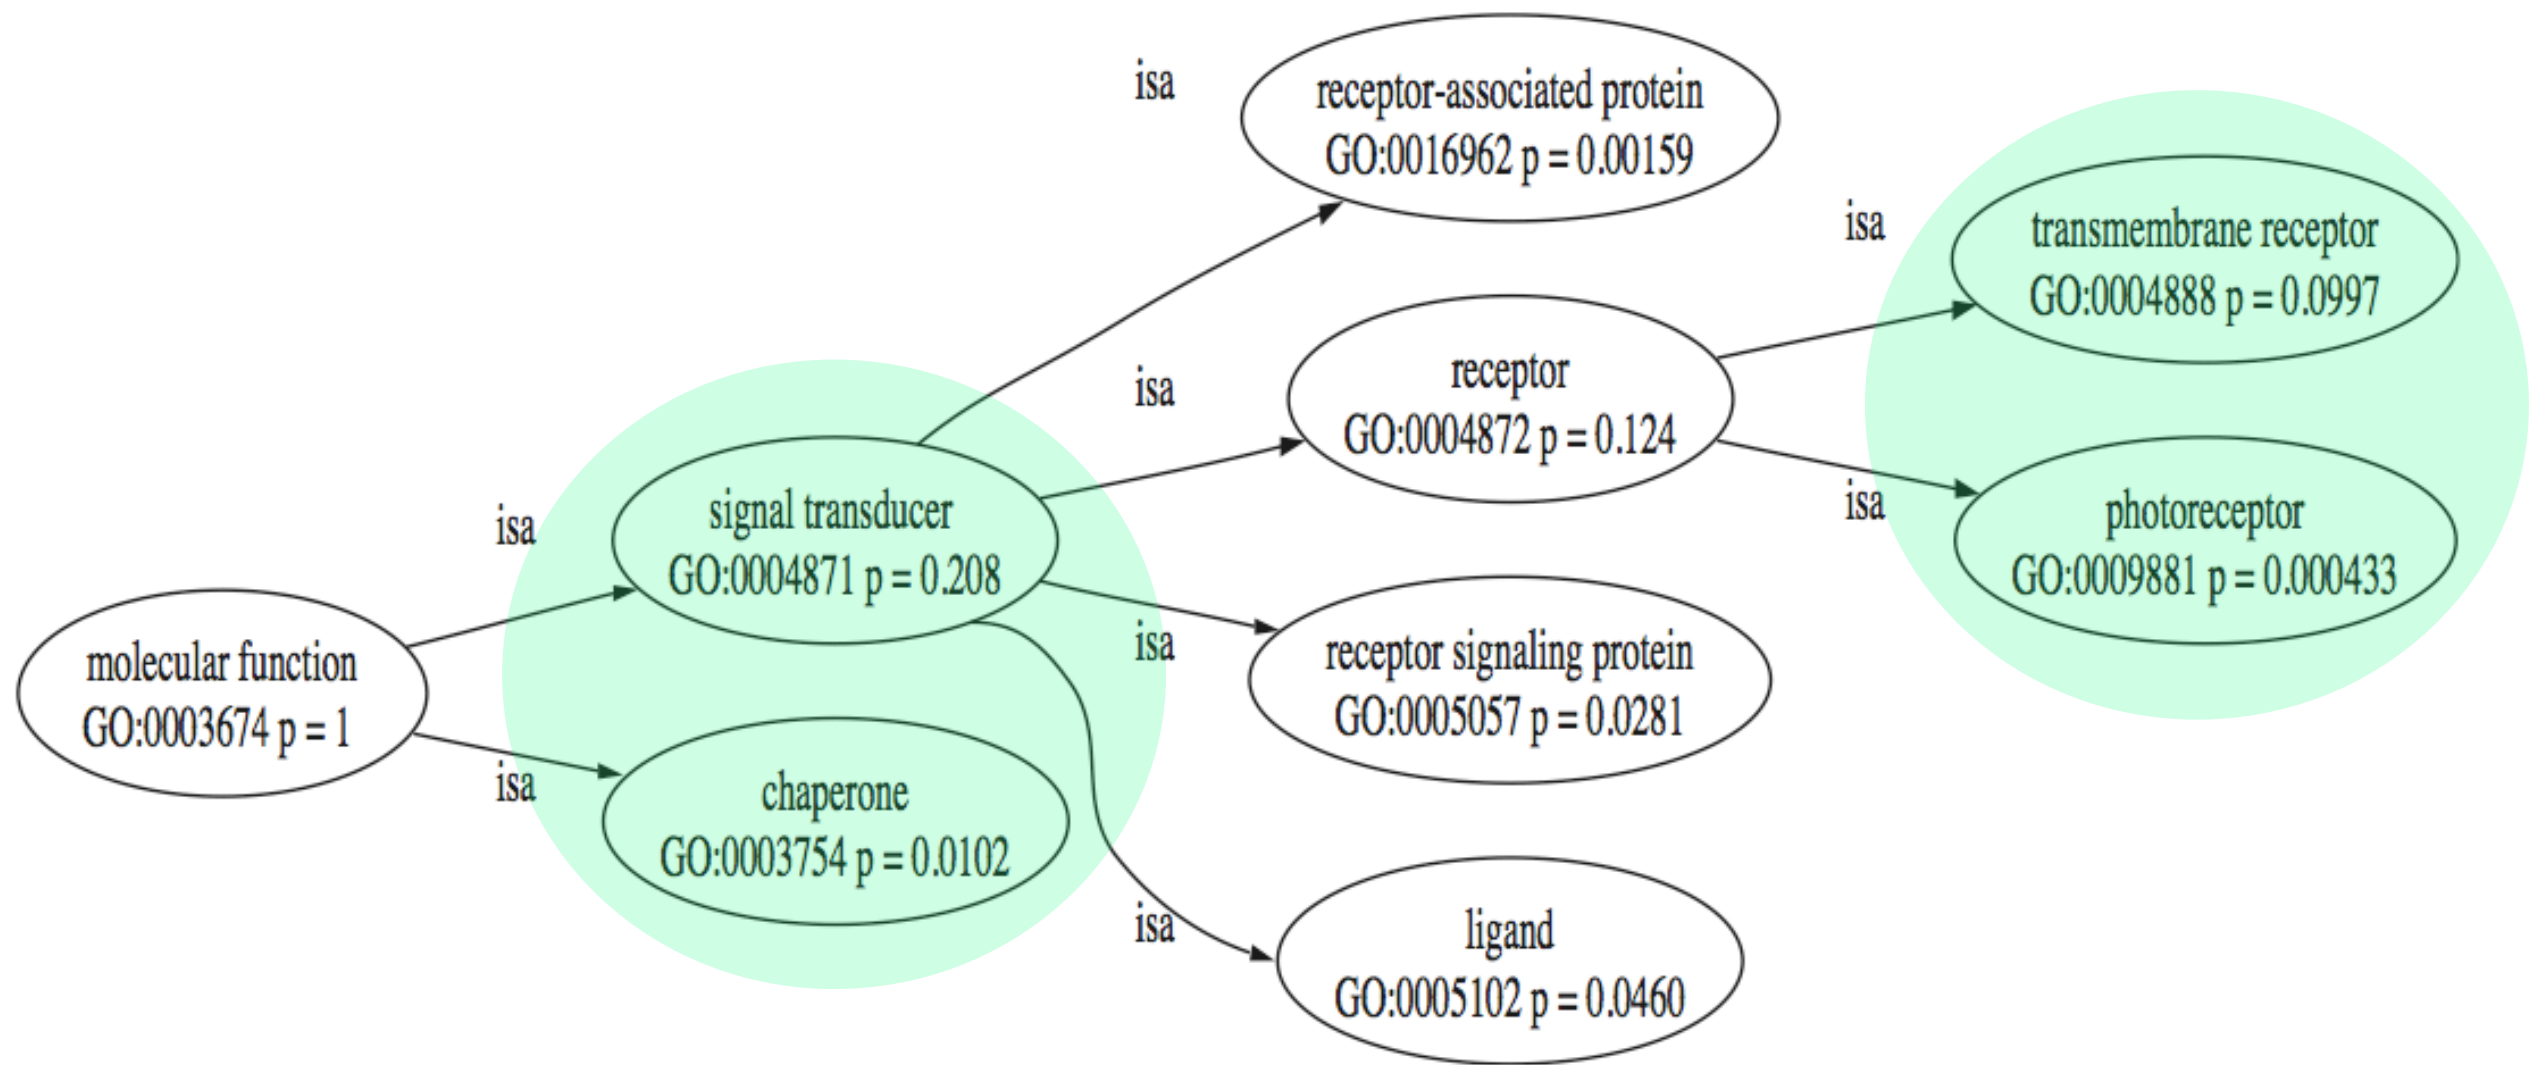 isa
receptor-associated protein
GO:0016962 p = 0.00159
isa
transmembrane receptor
GO:0004888 p = 0.0997
isa
receptor
GO:0004872 p = 0.124
isa
photoreceptor
GO:0009881 p = 0.000433
isa
signal transducer
GO:0004871 p = 0.208
isa
receptor signaling protein
GO:0005057 p = 0.0281
molecular function
GO:0003674 p = 1
isa
chaperone
GO:0003754 p = 0.0102
isa
ligand
GO:0005102 p = 0.0460